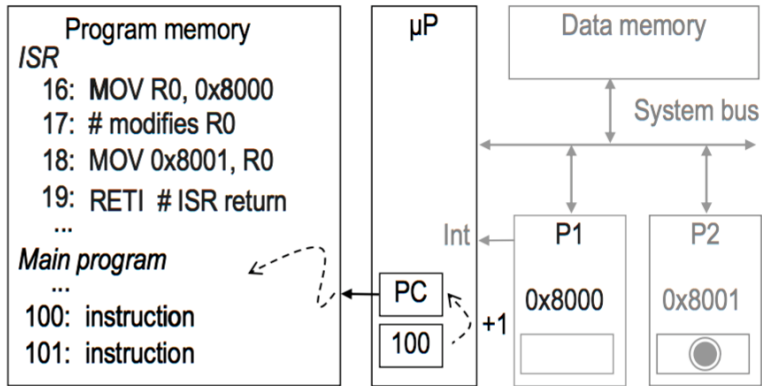 Program memory
ISR
16: MOV R0, 0x8000
17: # modifies R0
18: MOV 0x8001, R0
19: RETI # ISR return
...
Main program
...
100: instruction
101: instruction
µP
Int
PC
100
+1
Data memory
System bus
P1
0x8000
P2
0x8001